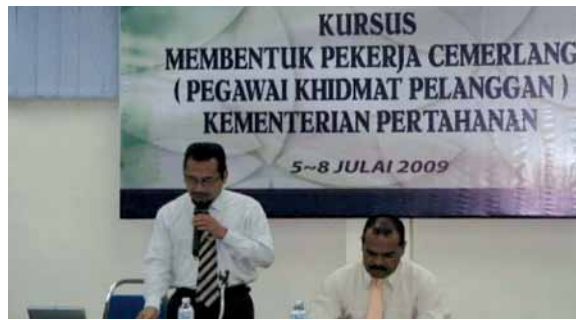 KURSUS
MEMBENTUK PEKERJA CEMERLANG
( PEGAWAI KHIDMAT PELANGGAN )
KEMENTERIAN PERTAHANAN
5~8 JULAI 2009